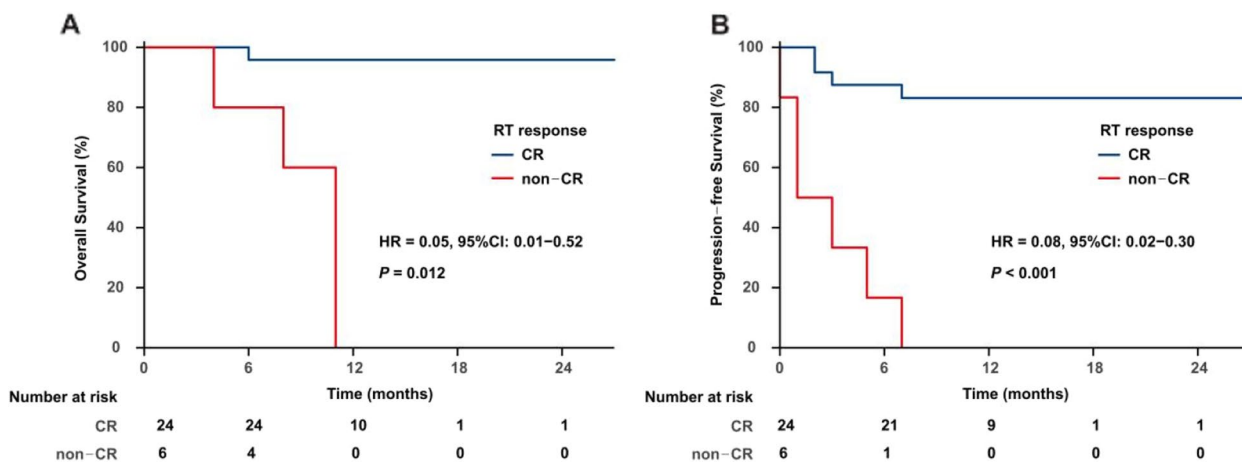 A
Overall Survival (%)
100
80
60
40
20
0
RT response
CR
non−CR
HR = 0.05, 95%CI: 0.01−0.52
P = 0.012
0 6 12 18 24
Time (months)
Number at risk
CR 24 24 10 1 1
non−CR 6 4 0 0 0
B
Progression−free Survival (%)
100
80
60
40
20
0
RT response
CR
non−CR
HR = 0.08, 95%CI: 0.02−0.30
P < 0.001
0 6 12 18 24
Time (months)
Number at risk
CR 24 21 9 1 1
non−CR 6 1 0 0 0